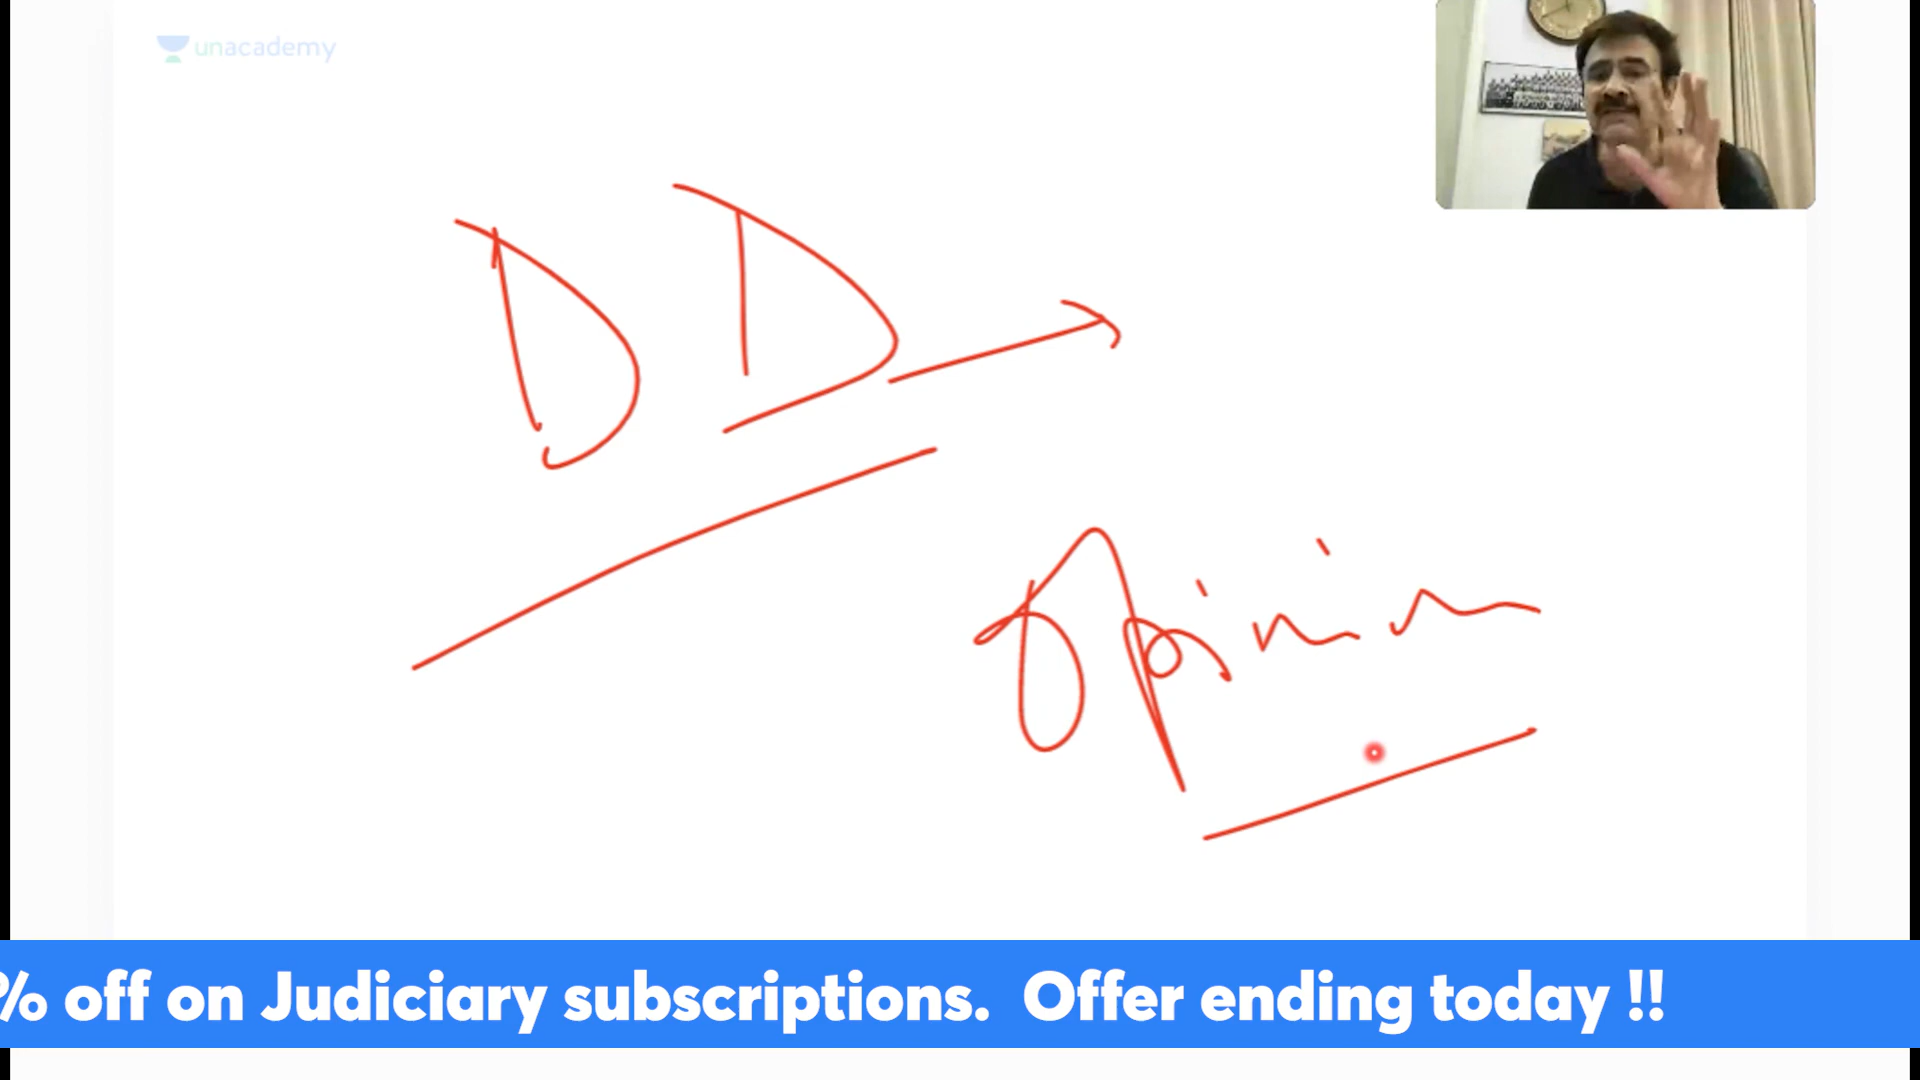 unacademy
DD
Opinion
% off on Judiciary subscriptions. Offer ending today !!